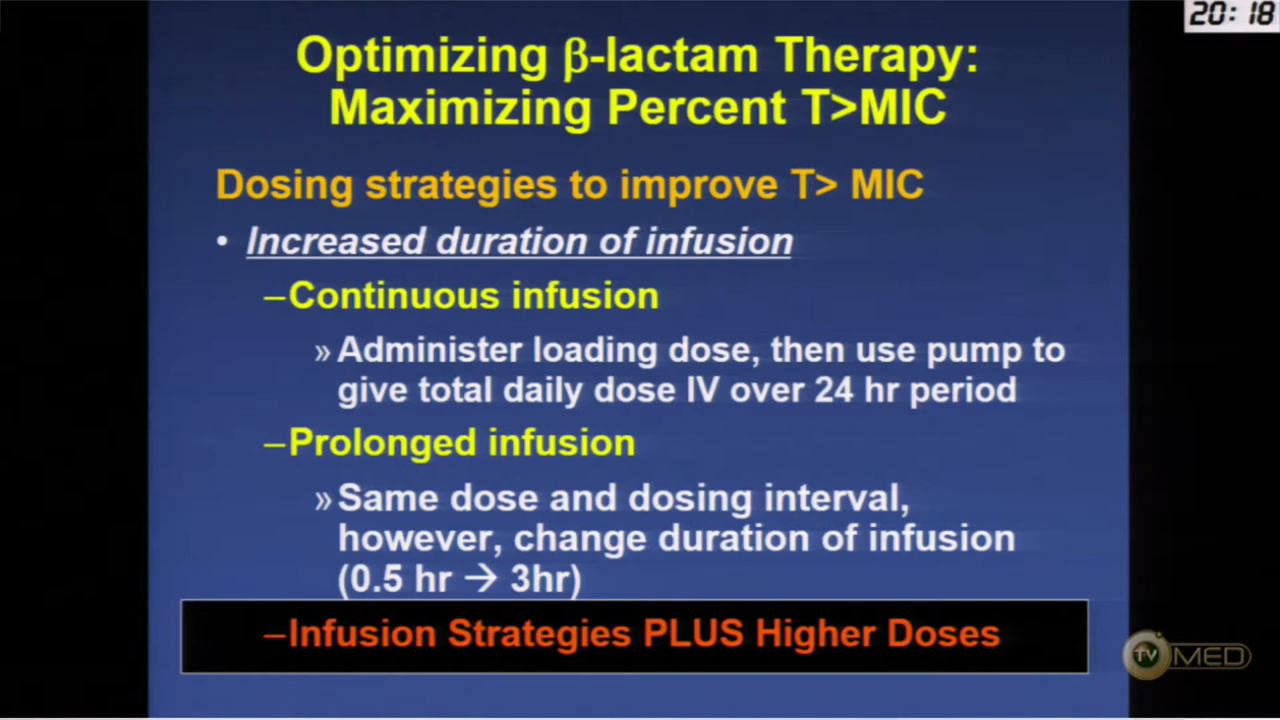 20:18
Optimizing β-lactam Therapy:
Maximizing Percent T>MIC
Dosing strategies to improve T> MIC
• Increased duration of infusion
–Continuous infusion
» Administer loading dose, then use pump to
give total daily dose IV over 24 hr period
–Prolonged infusion
» Same dose and dosing interval,
however, change duration of infusion
(0.5 hr → 3hr)
–Infusion Strategies PLUS Higher Doses
TV MED